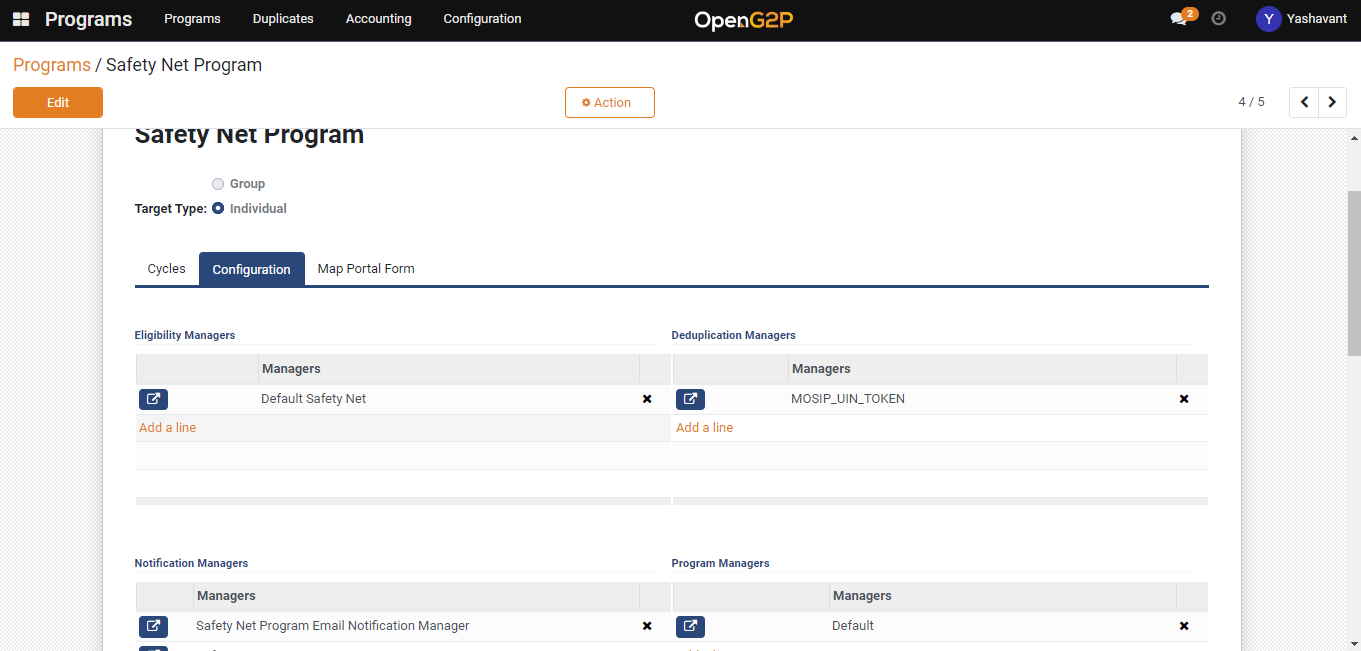 Programs Programs Duplicates Accounting Configuration OpenG2P 2 Y Yashavant
Programs / Safety Net Program
Edit Action 4 / 5
Safety Net Program
Group
Target Type: Individual
Cycles Configuration Map Portal Form
Eligibility Managers Deduplication Managers
Managers Managers
Default Safety Net MOSIP_UIN_TOKEN
Add a line Add a line
Notification Managers Program Managers
Managers Managers
Safety Net Program Email Notification Manager Default